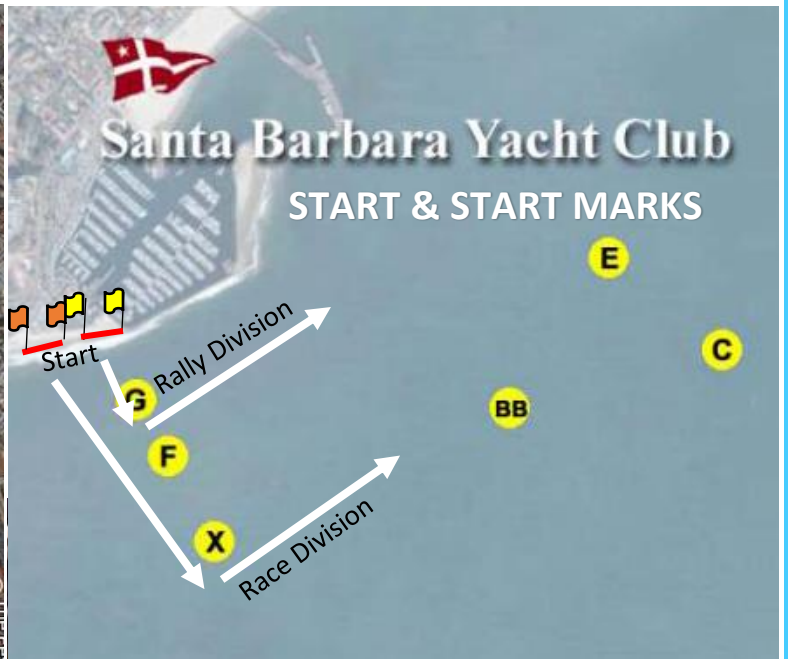 Santa Barbara Yacht Club
START & START MARKS
E
Start
Rally Division
C
G
BB
F
X
Race Division